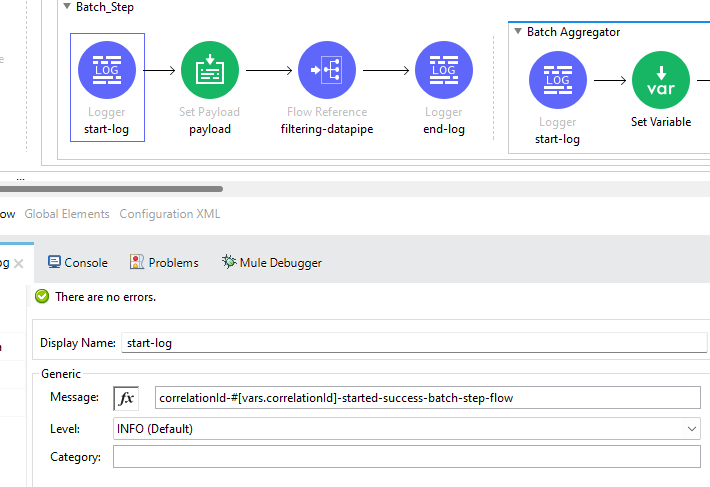 Batch_Step
Batch Aggregator
LOG
LOG
LOG
var
Logger
Set Payload
Flow Reference
Logger
Logger
Set Variable
start-log
payload
filtering-datapipe
end-log
start-log
...
ow Global Elements Configuration XML
og Console Problems Mule Debugger
There are no errors.
Display Name: start-log
Generic
Message: fx correlationId-#[vars.correlationId]-started-success-batch-step-flow
Level: INFO (Default)
Category: